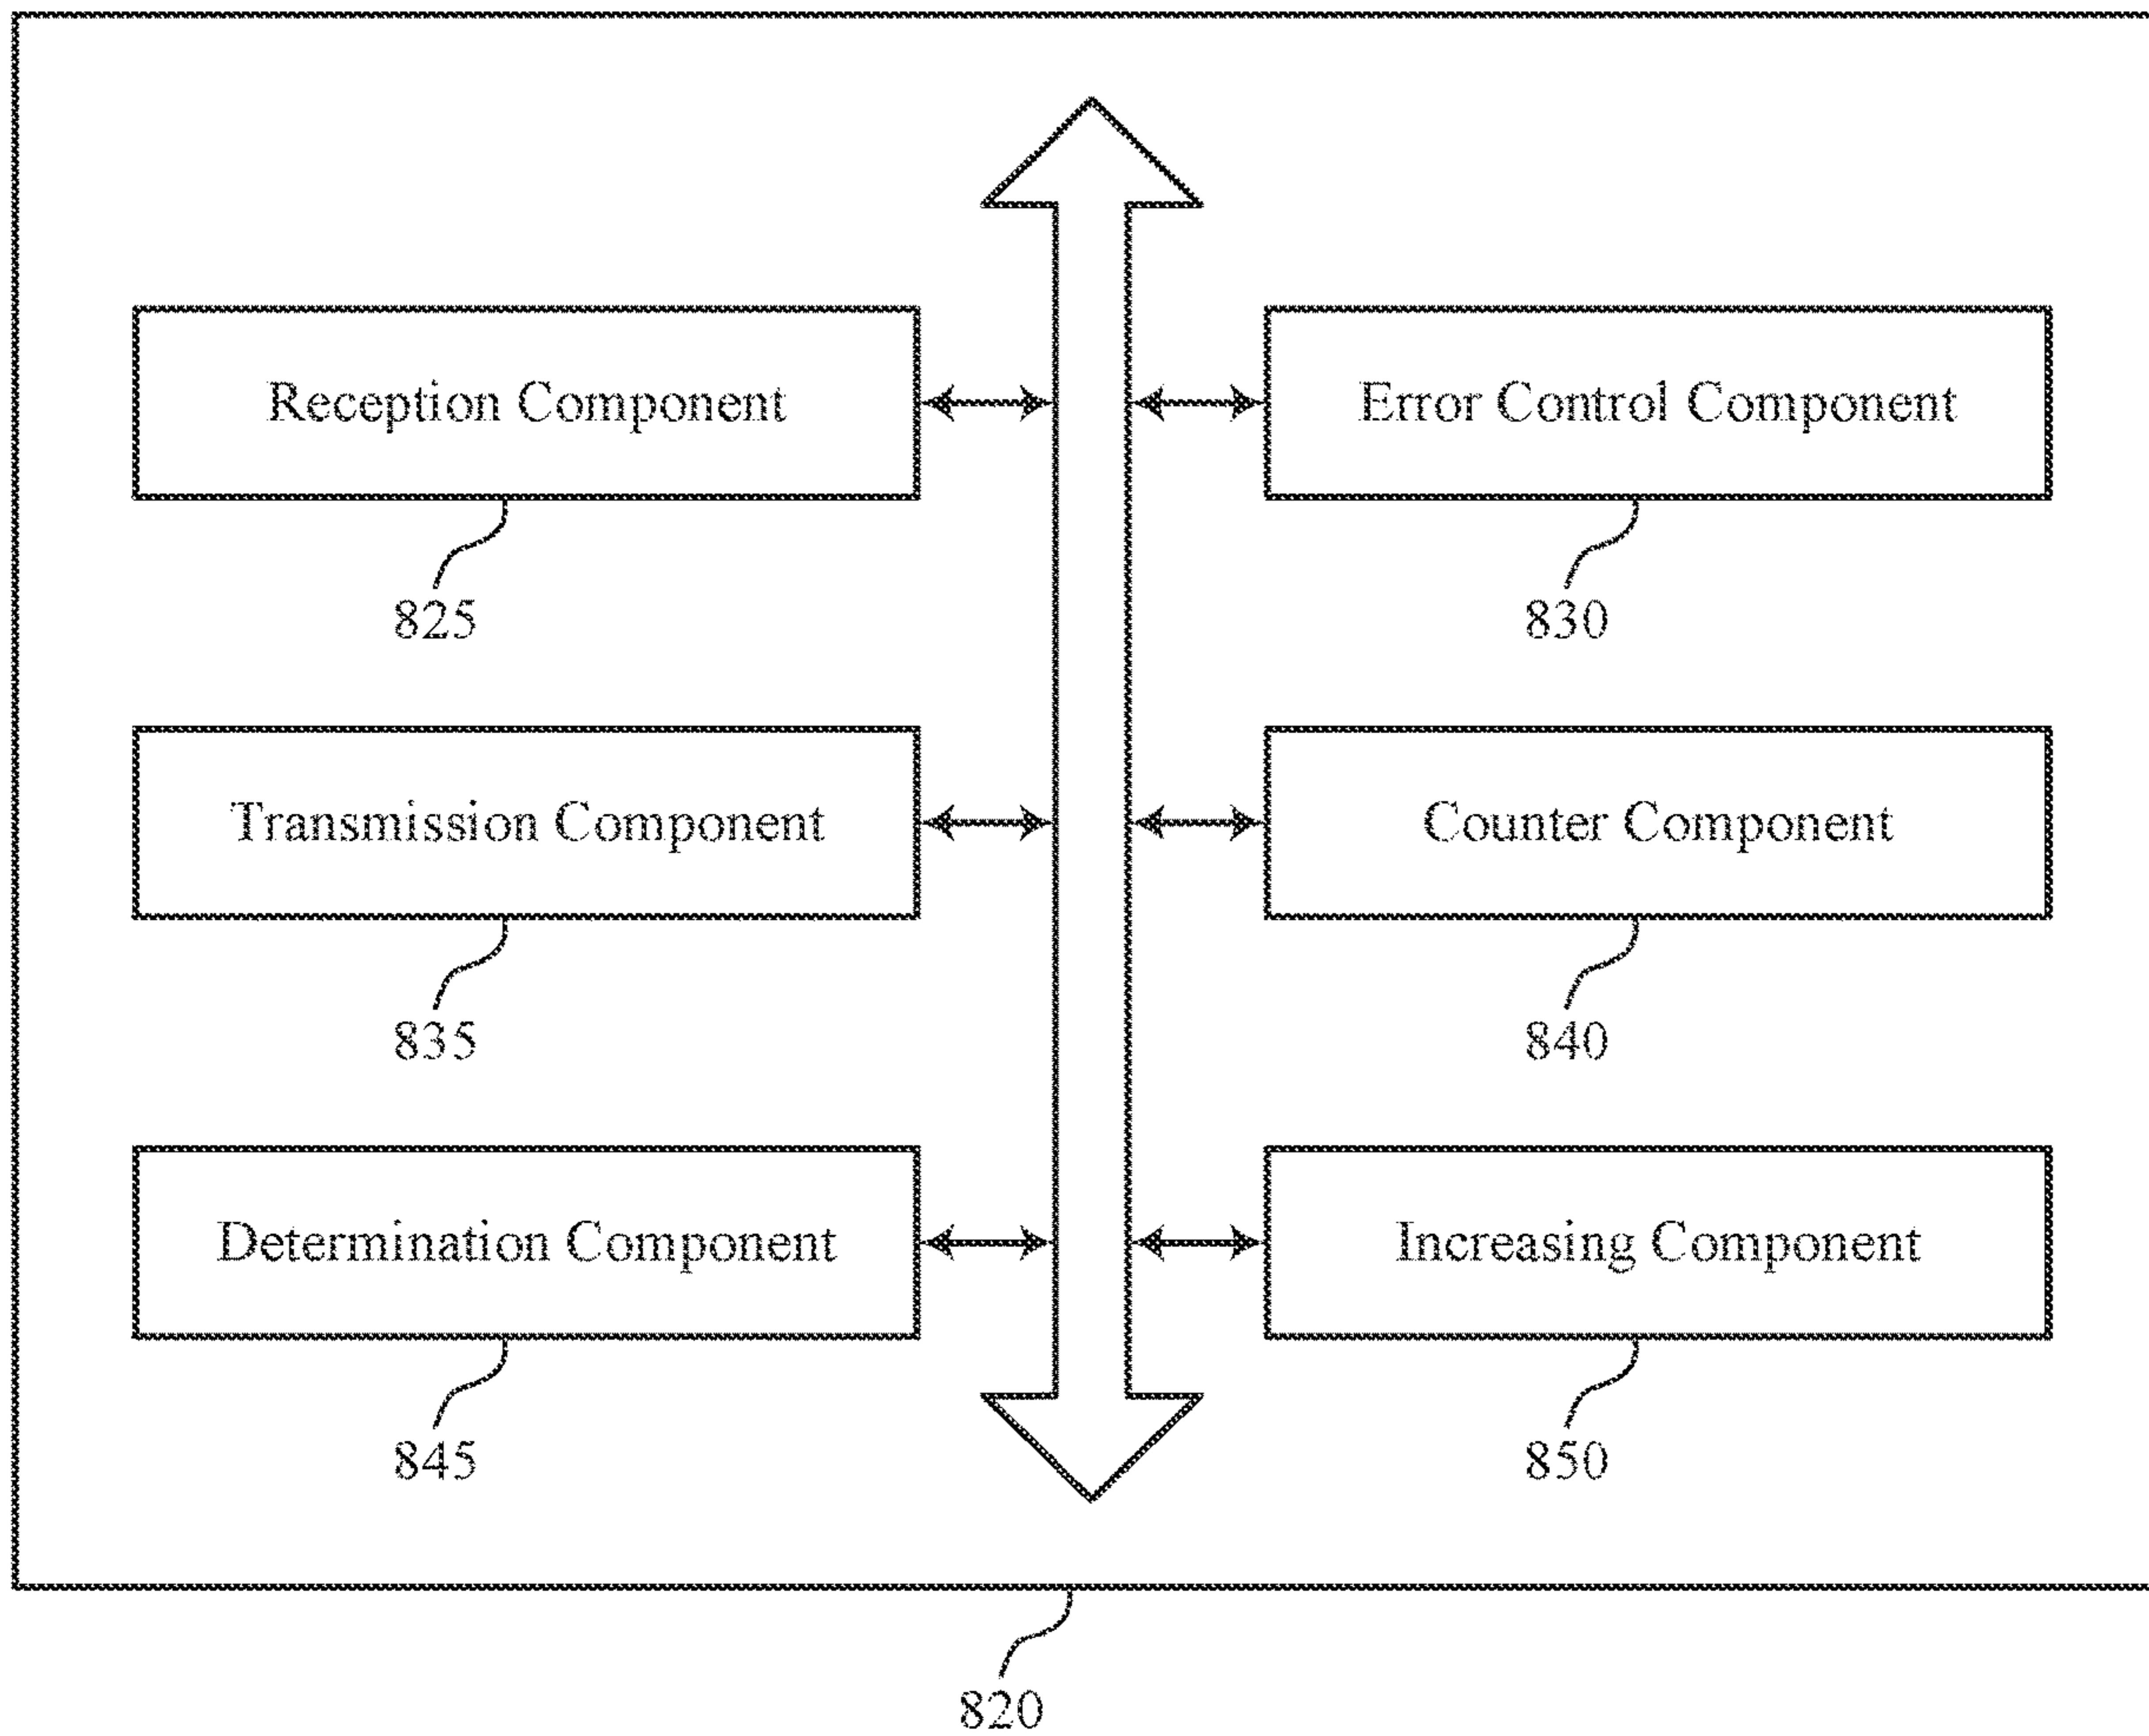 Reception Component
Error Control Component
825
830
Transmission Component
Counter Component
835
840
Determination Component
Increasing Component
845
850
820